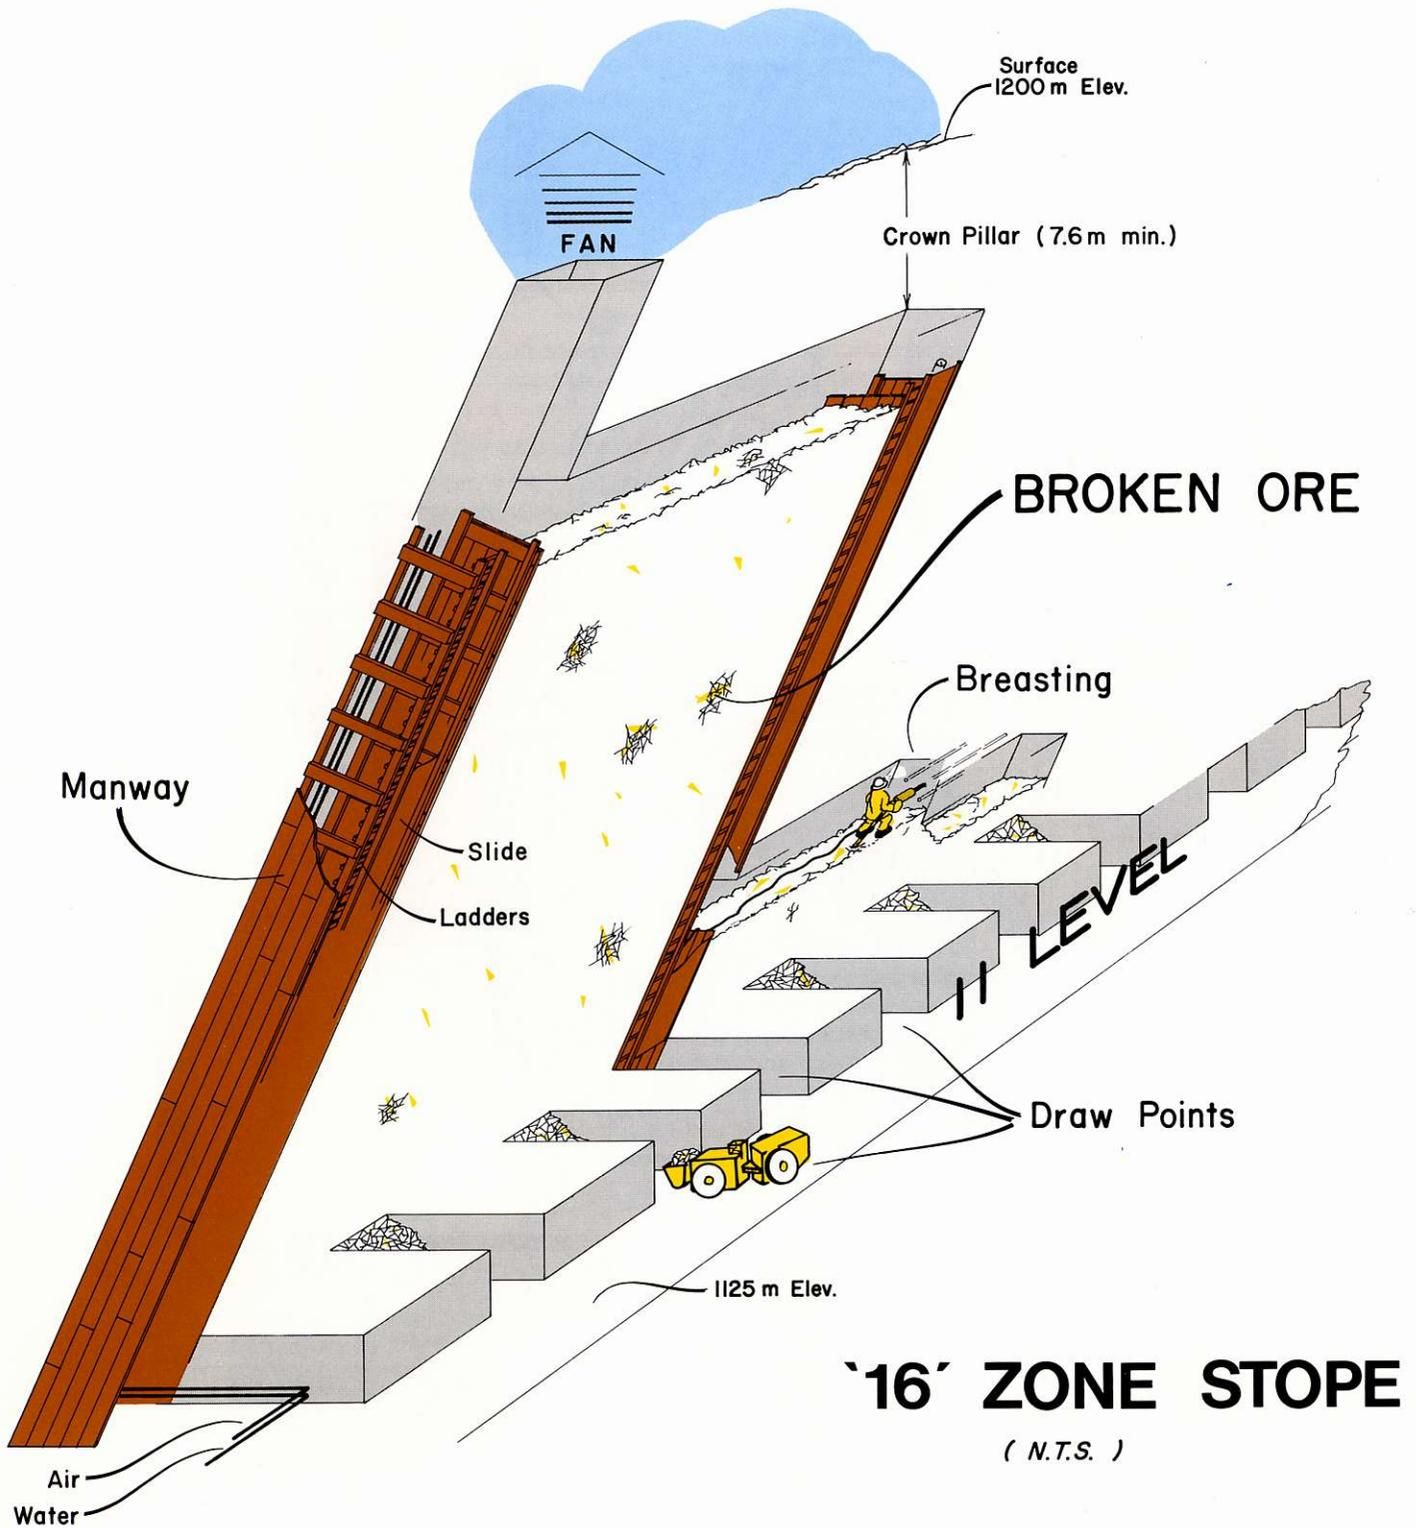 Surface
1200 m Elev.
FAN
Crown Pillar (7.6 m min.)
BROKEN ORE
Breasting
Manway
Slide
Ladders
11 LEVEL
Draw Points
1125 m Elev.
'16' ZONE STOPE
( N.T.S. )
Air
Water